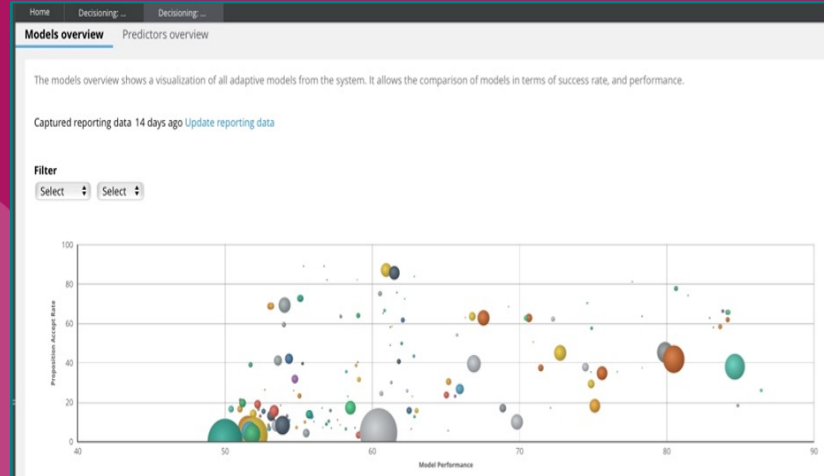 Home Decisioning: ... Decisioning: ...
Models overview Predictors overview
The models overview shows a visualization of all adaptive models from the system. It allows the comparison of models in terms of success rate, and performance.
Captured reporting data 14 days ago Update reporting data
Filter
Select Select
100
80
60
40
20
0
Proposition Accept Rate
40 50 60 70 80 90
Model Performance